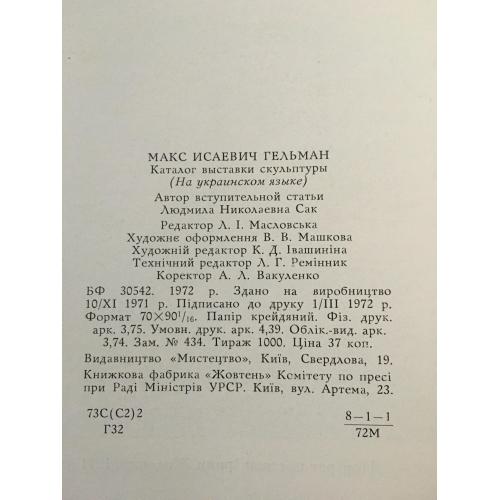 МАКС ИСАЕВИЧ ГЕЛЬМАН
Каталог выставки скульптуры
(На украинском языке)
Автор вступительной статьи
Людмила Николаевна Сак
Редактор Л. І. Масловська
Художнє оформлення В. В. Машкова
Художній редактор К. Д. Івашиніна
Технічний редактор Л. Г. Ремінник
Коректор А. Л. Вакуленко
БФ 30542. 1972 р. Здано на виробництво
10/XI 1971 р. Підписано до друку 1/III 1972 р.
Формат 70×90¹/₁₆. Папір крейдяний. Фіз. друк.
арк. 3,75. Умовн. друк. арк. 4,39. Облік.-вид. арк.
3,74. Зам. № 434. Тираж 1000. Ціна 37 коп.
Видавництво «Мистецтво», Київ, Свердлова, 19.
Книжкова фабрика «Жовтень» Комітету по пресі
при Раді Міністрів УРСР. Київ, вул. Артема, 23.
73С(С2)2 8—1—1
Г32 72М